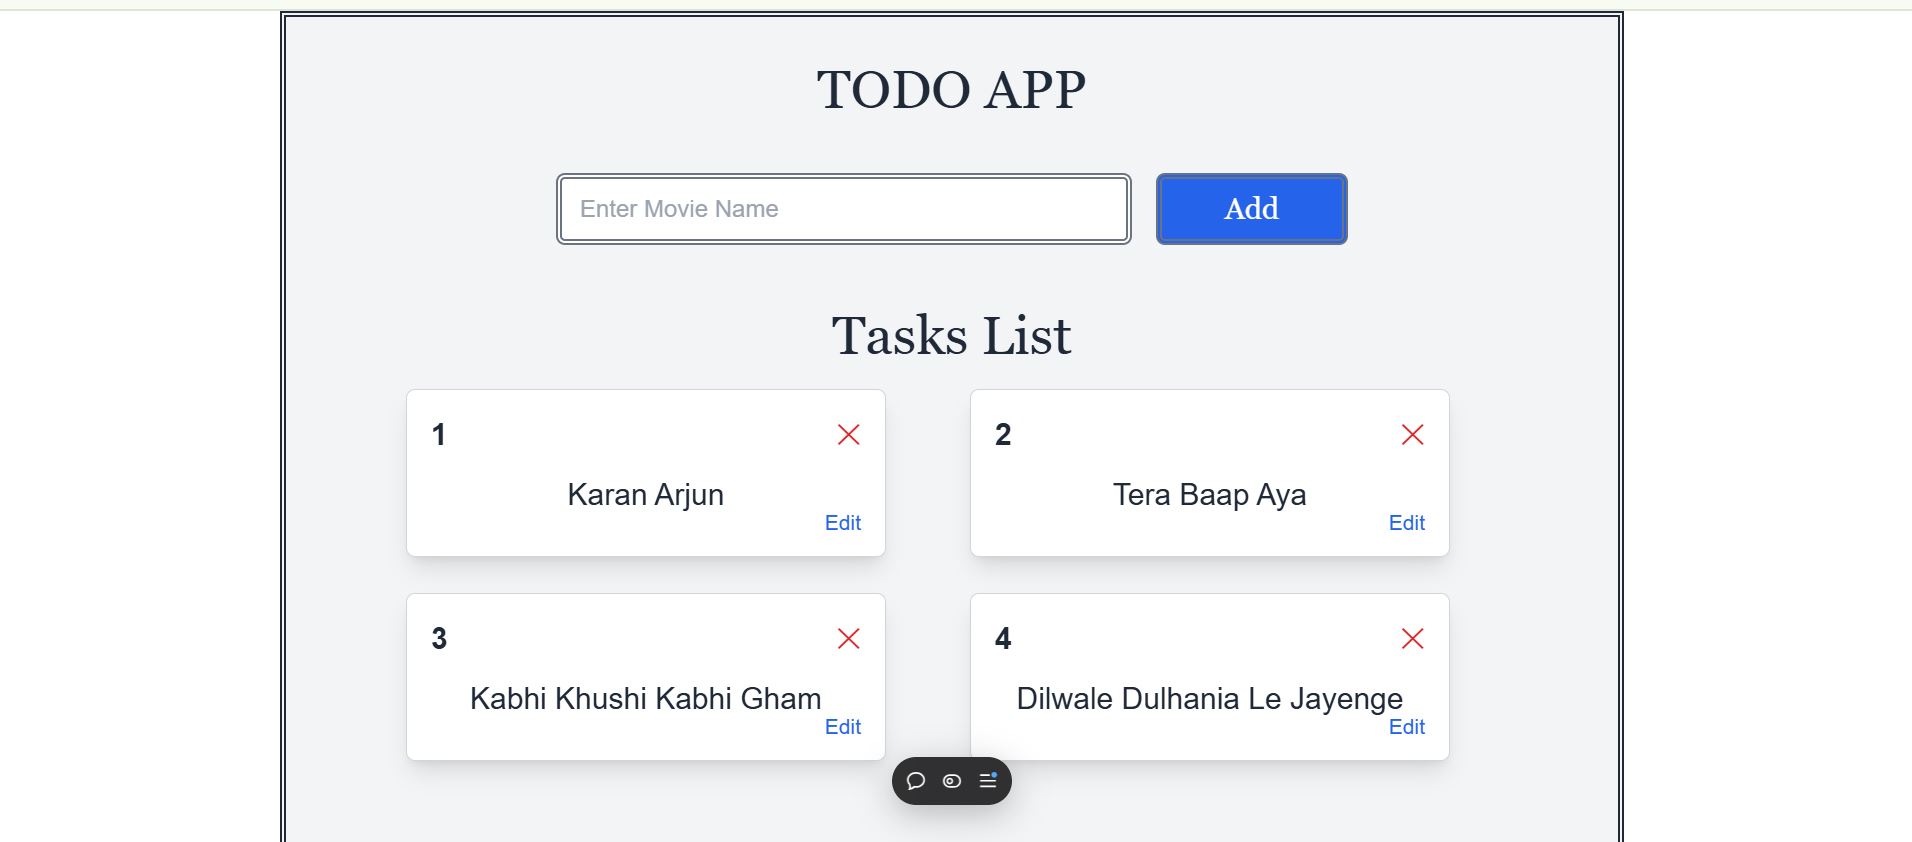 TODO APP
Enter Movie Name
Add
Tasks List
1
Karan Arjun
Edit
2
Tera Baap Aya
Edit
3
Kabhi Khushi Kabhi Gham
Edit
4
Dilwale Dulhania Le Jayenge
Edit